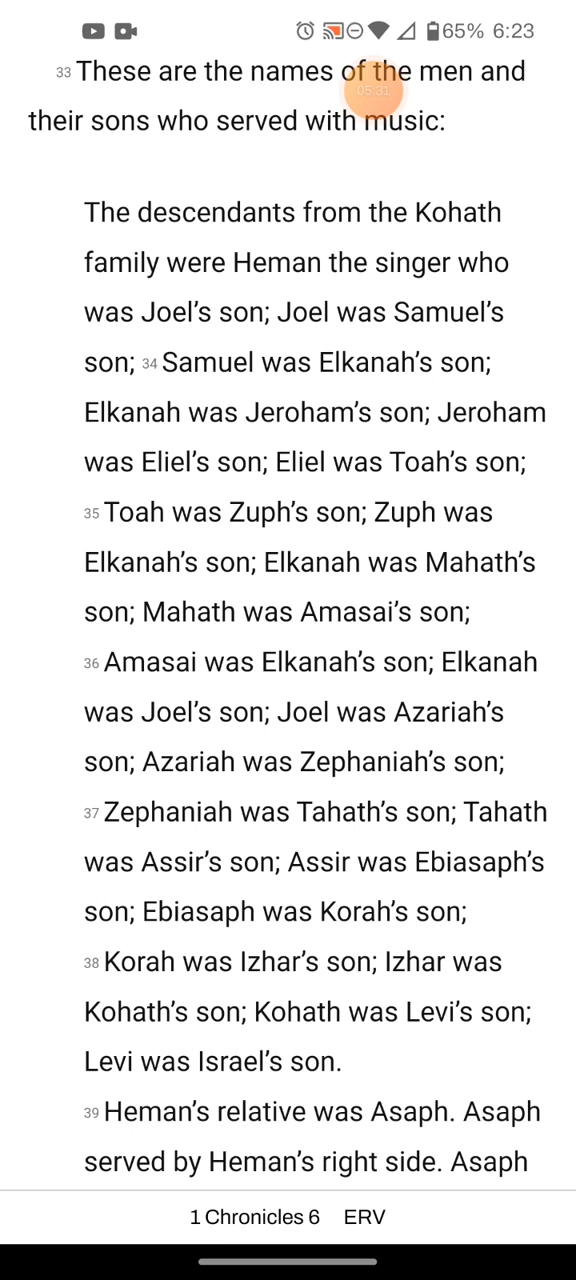 65% 6:23
33 These are the names of the men and
05:31
their sons who served with music:
The descendants from the Kohath
family were Heman the singer who
was Joel’s son; Joel was Samuel’s
son; 34 Samuel was Elkanah’s son;
Elkanah was Jeroham’s son; Jeroham
was Eliel’s son; Eliel was Toah’s son;
35 Toah was Zuph’s son; Zuph was
Elkanah’s son; Elkanah was Mahath’s
son; Mahath was Amasai’s son;
36 Amasai was Elkanah’s son; Elkanah
was Joel’s son; Joel was Azariah’s
son; Azariah was Zephaniah’s son;
37 Zephaniah was Tahath’s son; Tahath
was Assir’s son; Assir was Ebiasaph’s
son; Ebiasaph was Korah’s son;
38 Korah was Izhar’s son; Izhar was
Kohath’s son; Kohath was Levi’s son;
Levi was Israel’s son.
39 Heman’s relative was Asaph. Asaph
served by Heman’s right side. Asaph
1 Chronicles 6 ERV